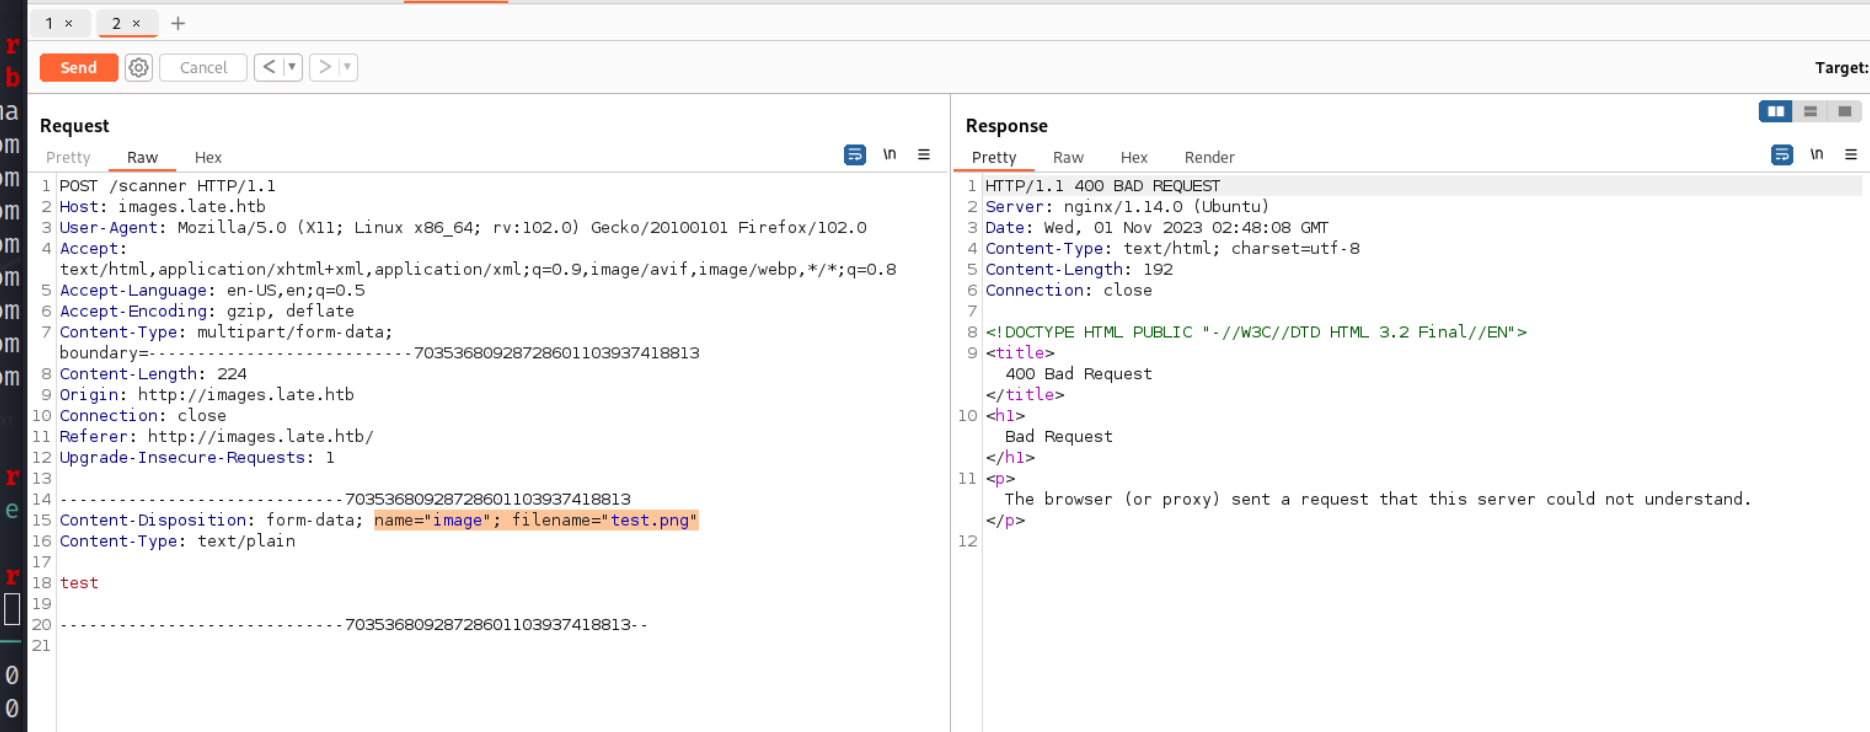 1 × 2 × +
Send Cancel < ▼ > ▼ Target:
Request
Pretty Raw Hex \n
1 POST /scanner HTTP/1.1
2 Host: images.late.htb
3 User-Agent: Mozilla/5.0 (X11; Linux x86_64; rv:102.0) Gecko/20100101 Firefox/102.0
4 Accept:
text/html,application/xhtml+xml,application/xml;q=0.9,image/avif,image/webp,*/*;q=0.8
5 Accept-Language: en-US,en;q=0.5
6 Accept-Encoding: gzip, deflate
7 Content-Type: multipart/form-data;
boundary=---------------------------703536809287286011039374188​13
8 Content-Length: 224
9 Origin: http://images.late.htb
10 Connection: close
11 Referer: http://images.late.htb/
12 Upgrade-Insecure-Requests: 1
13
14 -----------------------------70353680928728601103937418813
15 Content-Disposition: form-data; name="image"; filename="test.png"
16 Content-Type: text/plain
17
18 test
19
20 -----------------------------70353680928728601103937418813--
21
Response
Pretty Raw Hex Render \n
1 HTTP/1.1 400 BAD REQUEST
2 Server: nginx/1.14.0 (Ubuntu)
3 Date: Wed, 01 Nov 2023 02:48:08 GMT
4 Content-Type: text/html; charset=utf-8
5 Content-Length: 192
6 Connection: close
7
8 <!DOCTYPE HTML PUBLIC "-//W3C//DTD HTML 3.2 Final//EN">
9 <title>
400 Bad Request
</title>
10 <h1>
Bad Request
</h1>
11 <p>
The browser (or proxy) sent a request that this server could not understand.
</p>
12